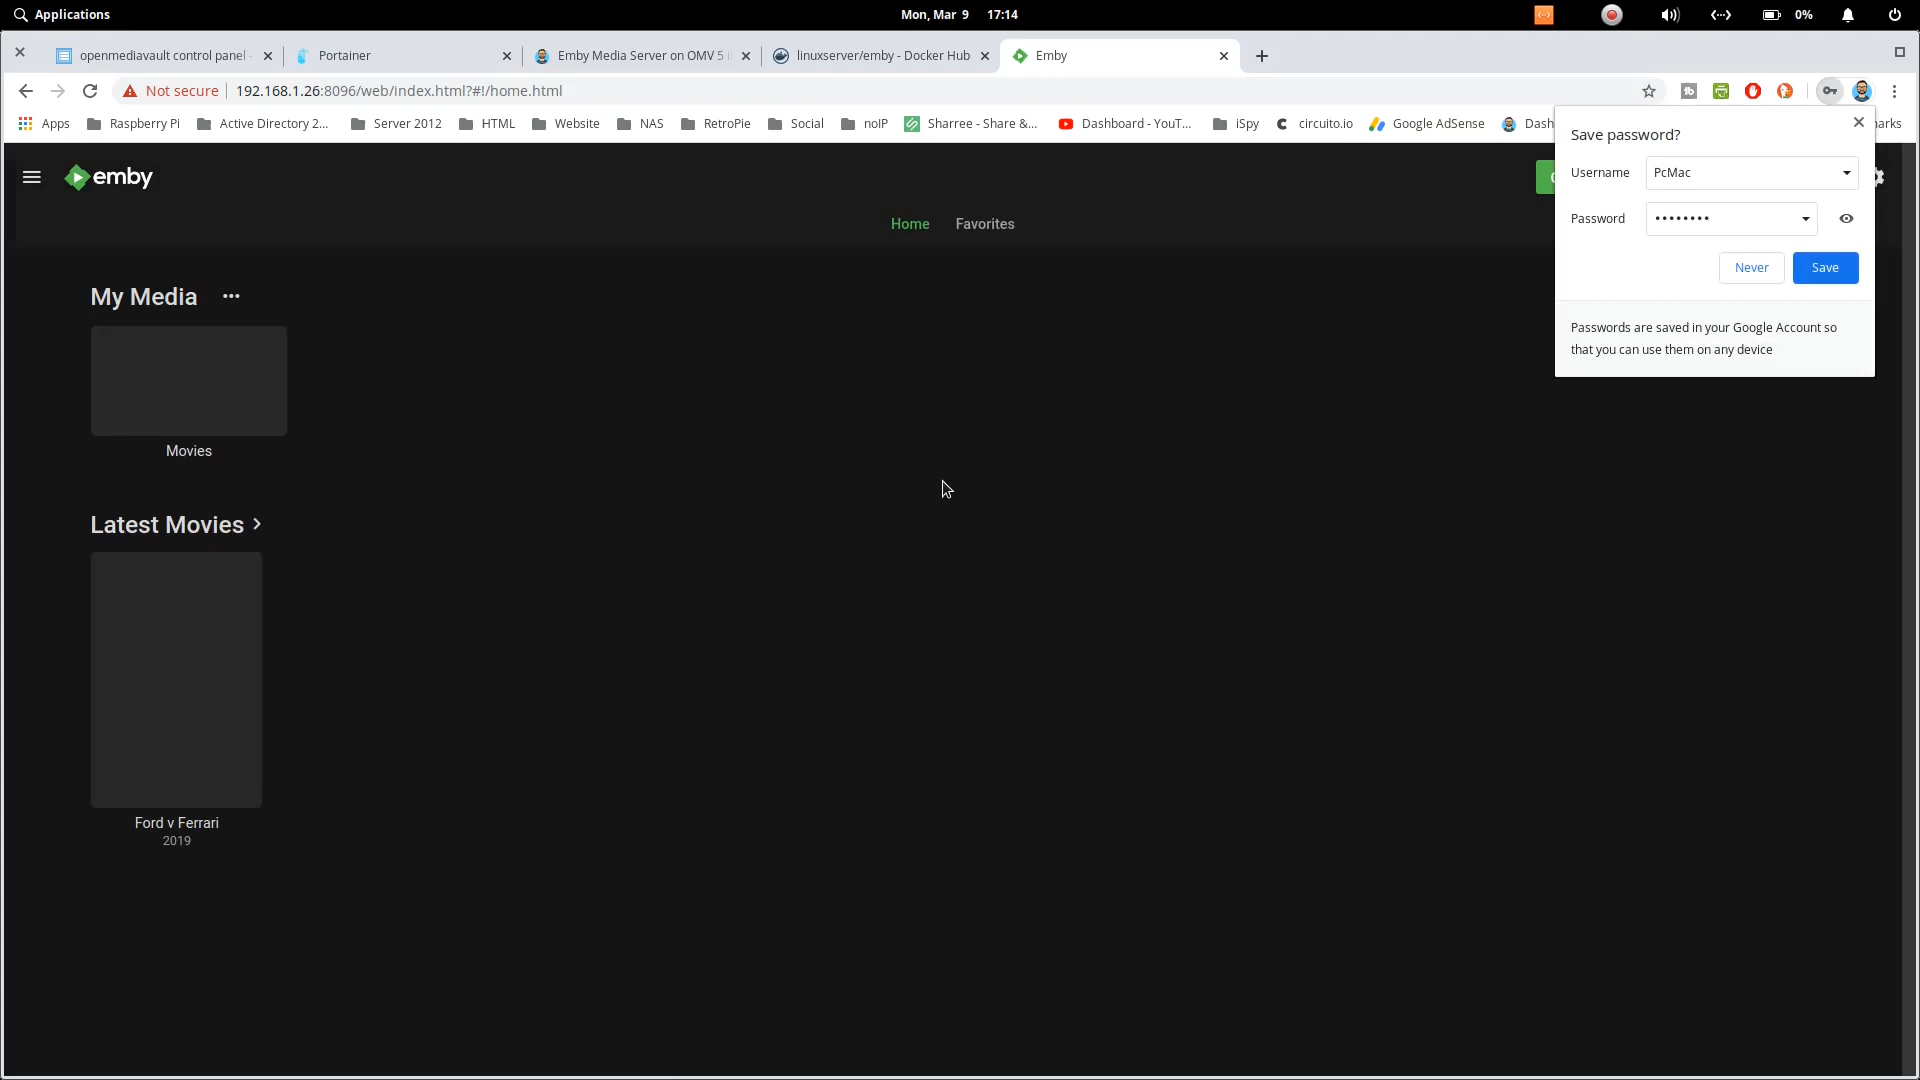 Applications
Mon, Mar 9 17:14
0%
openmediavault control panel -
Portainer
Emby Media Server on OMV 5 i
linuxserver/emby - Docker Hub
Emby
Not secure
192.168.1.26:8096/web/index.html?#!/home.html
Apps
Raspberry Pi
Active Directory 2...
Server 2012
HTML
Website
NAS
RetroPie
Social
noIP
Sharree - Share &...
Dashboard - YouT...
iSpy
circuito.io
Google AdSense
Dash
arks
Save password?
Username
PcMac
Password
••••••••
Never
Save
Passwords are saved in your Google Account so
that you can use them on any device
emby
Home
Favorites
My Media
Movies
Latest Movies
Ford v Ferrari
2019